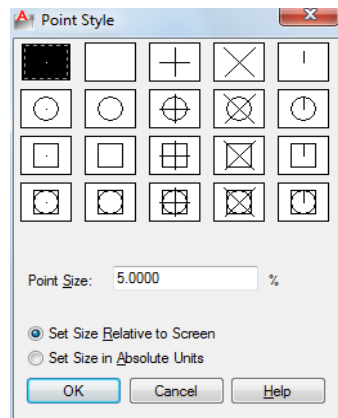 Point Style
Point Size: 5.0000 %
Set Size Relative to Screen
Set Size in Absolute Units
OK Cancel Help